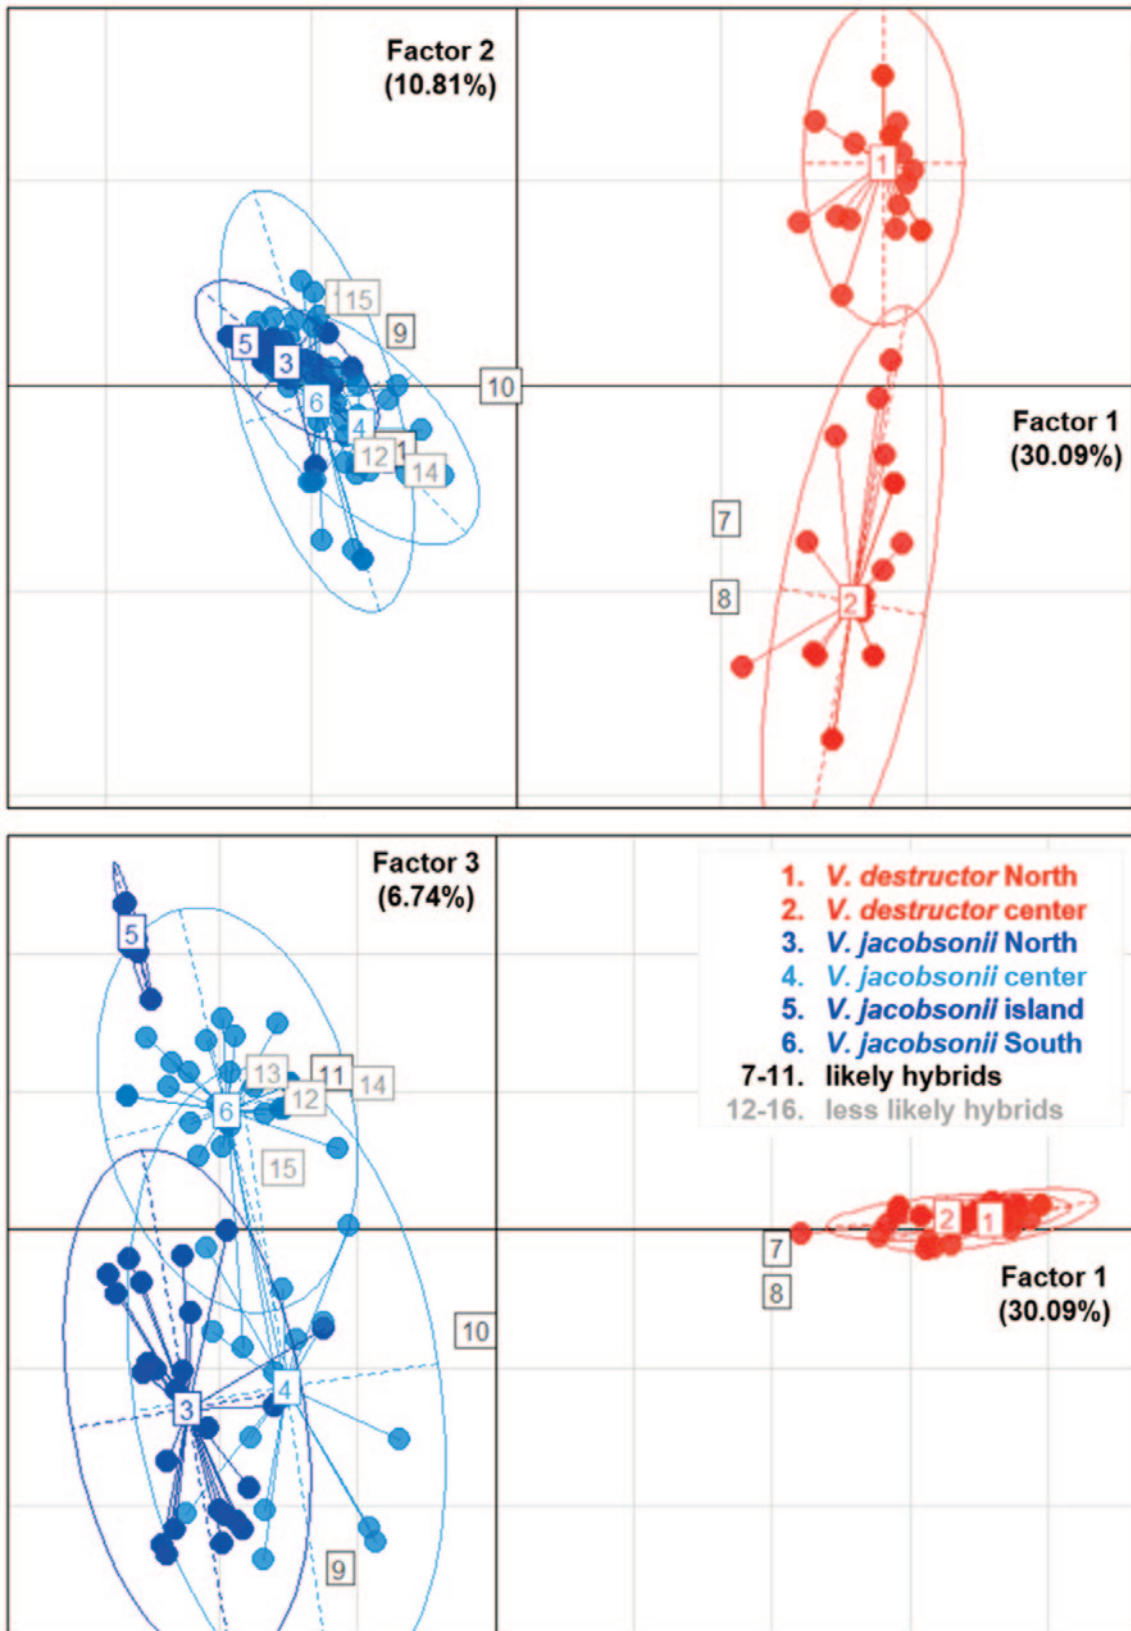 Factor 2
(10.81%)
1
15
9
5
3
10
6
4
Factor 1
(30.09%)
12
1
14
7
8
2
Factor 3
(6.74%)
1. V. destructor North
2. V. destructor center
3. V. jacobsonii North
4. V. jacobsonii center
5. V. jacobsonii island
6. V. jacobsonii South
7-11. likely hybrids
12-16. less likely hybrids
5
13
11
14
12
6
15
2
1
7
8
Factor 1
(30.09%)
10
4
3
9